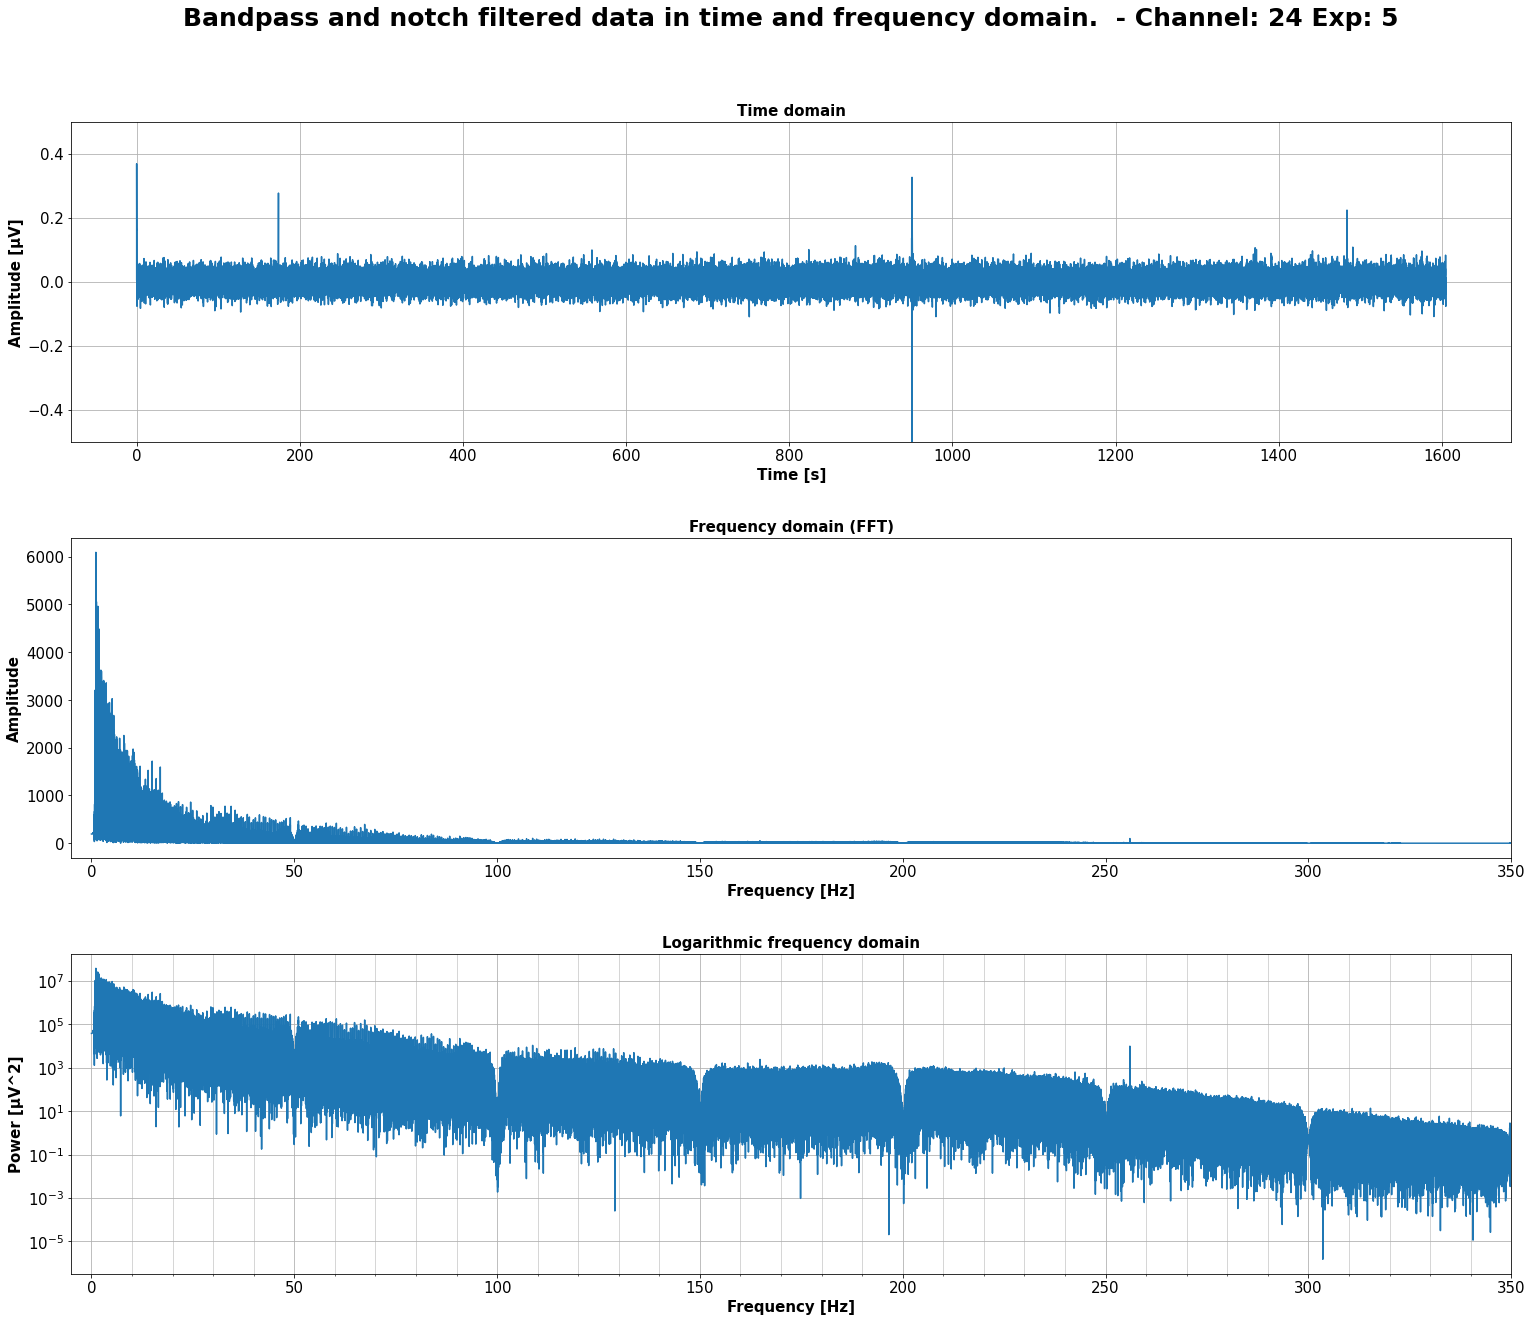 Bandpass and notch filtered data in time and frequency domain.  - Channel: 24 Exp: 5
Time domain
Amplitude [µV]
0.4
0.2
0.0
−0.2
−0.4
0 200 400 600 800 1000 1200 1400 1600
Time [s]
Frequency domain (FFT)
Amplitude
6000
5000
4000
3000
2000
1000
0
0 50 100 150 200 250 300 350
Frequency [Hz]
Logarithmic frequency domain
Power [µV^2]
10^7
10^5
10^3
10^1
10^−1
10^−3
10^−5
0 50 100 150 200 250 300 350
Frequency [Hz]